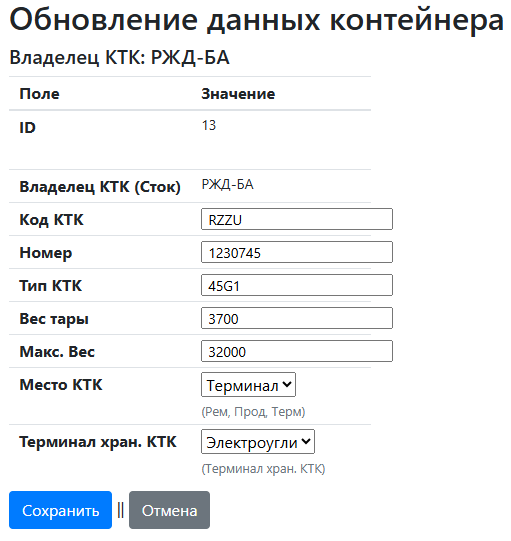 Обновление данных контейнера
Владелец КТК: РЖД-БА
Поле Значение
ID 13
Владелец КТК (Сток) РЖД-БА
Код КТК RZZU
Номер 1230745
Тип КТК 45G1
Вес тары 3700
Макс. Вес 32000
Место КТК Терминал
(Рем, Прод, Терм)
Терминал хран. КТК Электроугли
(Терминал хран. КТК)
Сохранить || Отмена